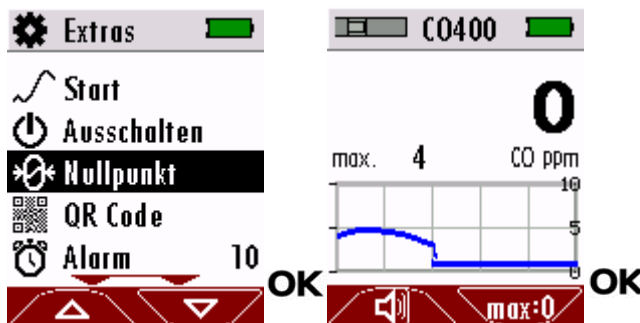 Extras
Start
Ausschalten
Nullpunkt
QR Code
Alarm 10
OK
CO400
0
max. 4 CO ppm
10
5
0
max:0
OK